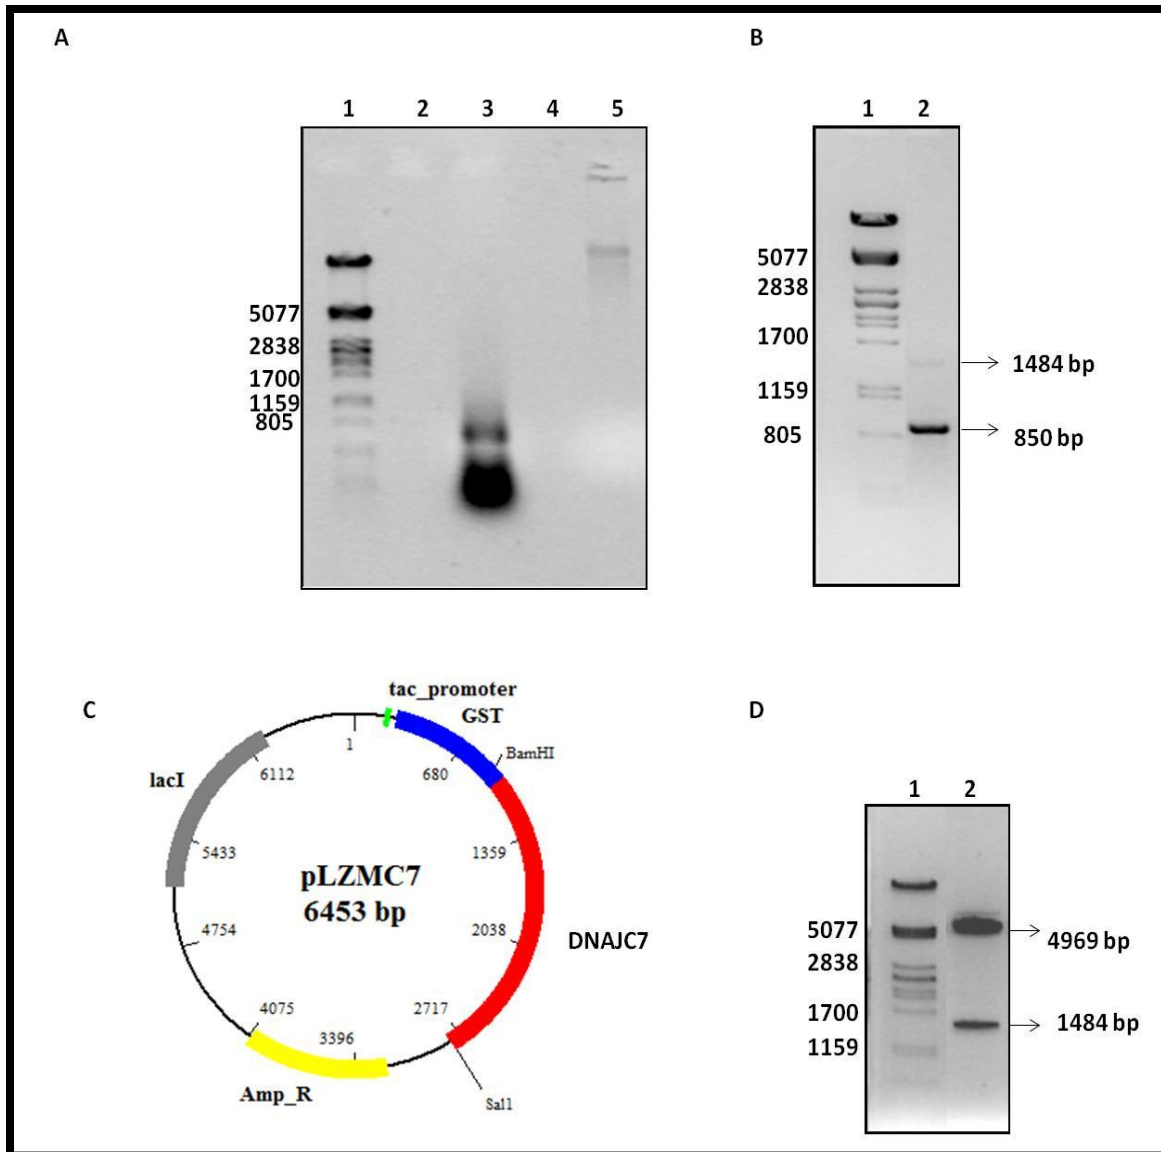 A
1 2 3 4 5
5077
2838
1700
1159
805
B
1 2
5077
2838
1700
1159
805
1484 bp
850 bp
C
tac_promoter
GST
BamHI
DNAJC7
Sal1
Amp_R
lacI
1
680
1359
2038
2717
3396
4075
4754
5433
6112
pLZMC7
6453 bp
D
1 2
5077
2838
1700
1159
4969 bp
1484 bp